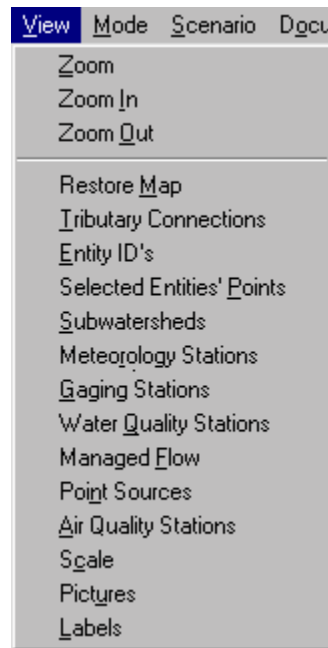 View Mode Scenario Docu
Zoom
Zoom In
Zoom Out
Restore Map
Tributary Connections
Entity ID's
Selected Entities' Points
Subwatersheds
Meteorology Stations
Gaging Stations
Water Quality Stations
Managed Flow
Point Sources
Air Quality Stations
Scale
Pictures
Labels